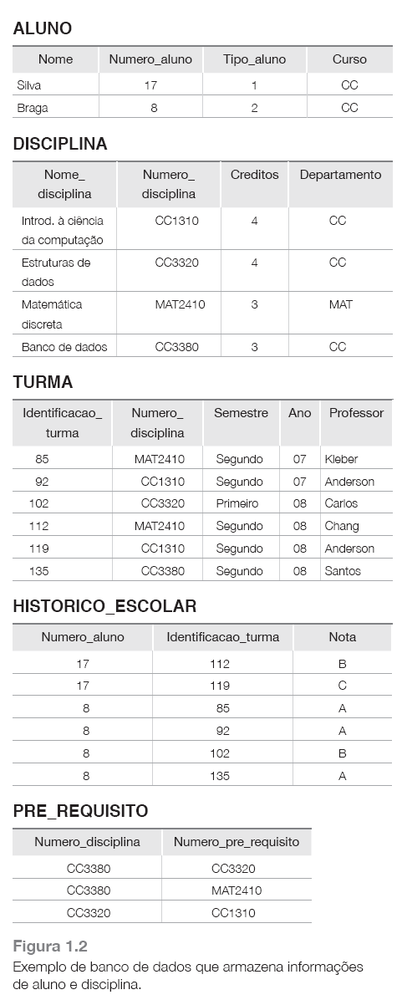 ALUNO
Nome Numero_aluno Tipo_aluno Curso
Silva 17 1 CC
Braga 8 2 CC
DISCIPLINA
Nome_ Numero_ Creditos Departamento
disciplina disciplina
Introd. à ciência CC1310 4 CC
da computação
Estruturas de CC3320 4 CC
dados
Matemática MAT2410 3 MAT
discreta
Banco de dados CC3380 3 CC
TURMA
Identificacao_ Numero_ Semestre Ano Professor
turma disciplina
85 MAT2410 Segundo 07 Kleber
92 CC1310 Segundo 07 Anderson
102 CC3320 Primeiro 08 Carlos
112 MAT2410 Segundo 08 Chang
119 CC1310 Segundo 08 Anderson
135 CC3380 Segundo 08 Santos
HISTORICO_ESCOLAR
Numero_aluno Identificacao_turma Nota
17 112 B
17 119 C
8 85 A
8 92 A
8 102 B
8 135 A
PRE_REQUISITO
Numero_disciplina Numero_pre_requisito
CC3380 CC3320
CC3380 MAT2410
CC3320 CC1310
Figura 1.2
Exemplo de banco de dados que armazena informações
de aluno e disciplina.